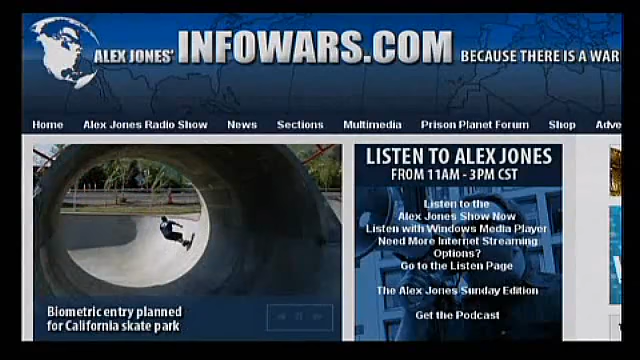 ALEX JONES' INFOWARS.COM BECAUSE THERE IS A WAR
Home Alex Jones Radio Show News Sections Multimedia Prison Planet Forum Shop Adve
LISTEN TO ALEX JONES
FROM 11AM - 3PM CST
Listen to the
Alex Jones Show Now
Listen with Windows Media Player
Need More Internet Streaming
Options?
Go to the Listen Page
The Alex Jones Sunday Edition
Get the Podcast
Biometric entry planned
for California skate park